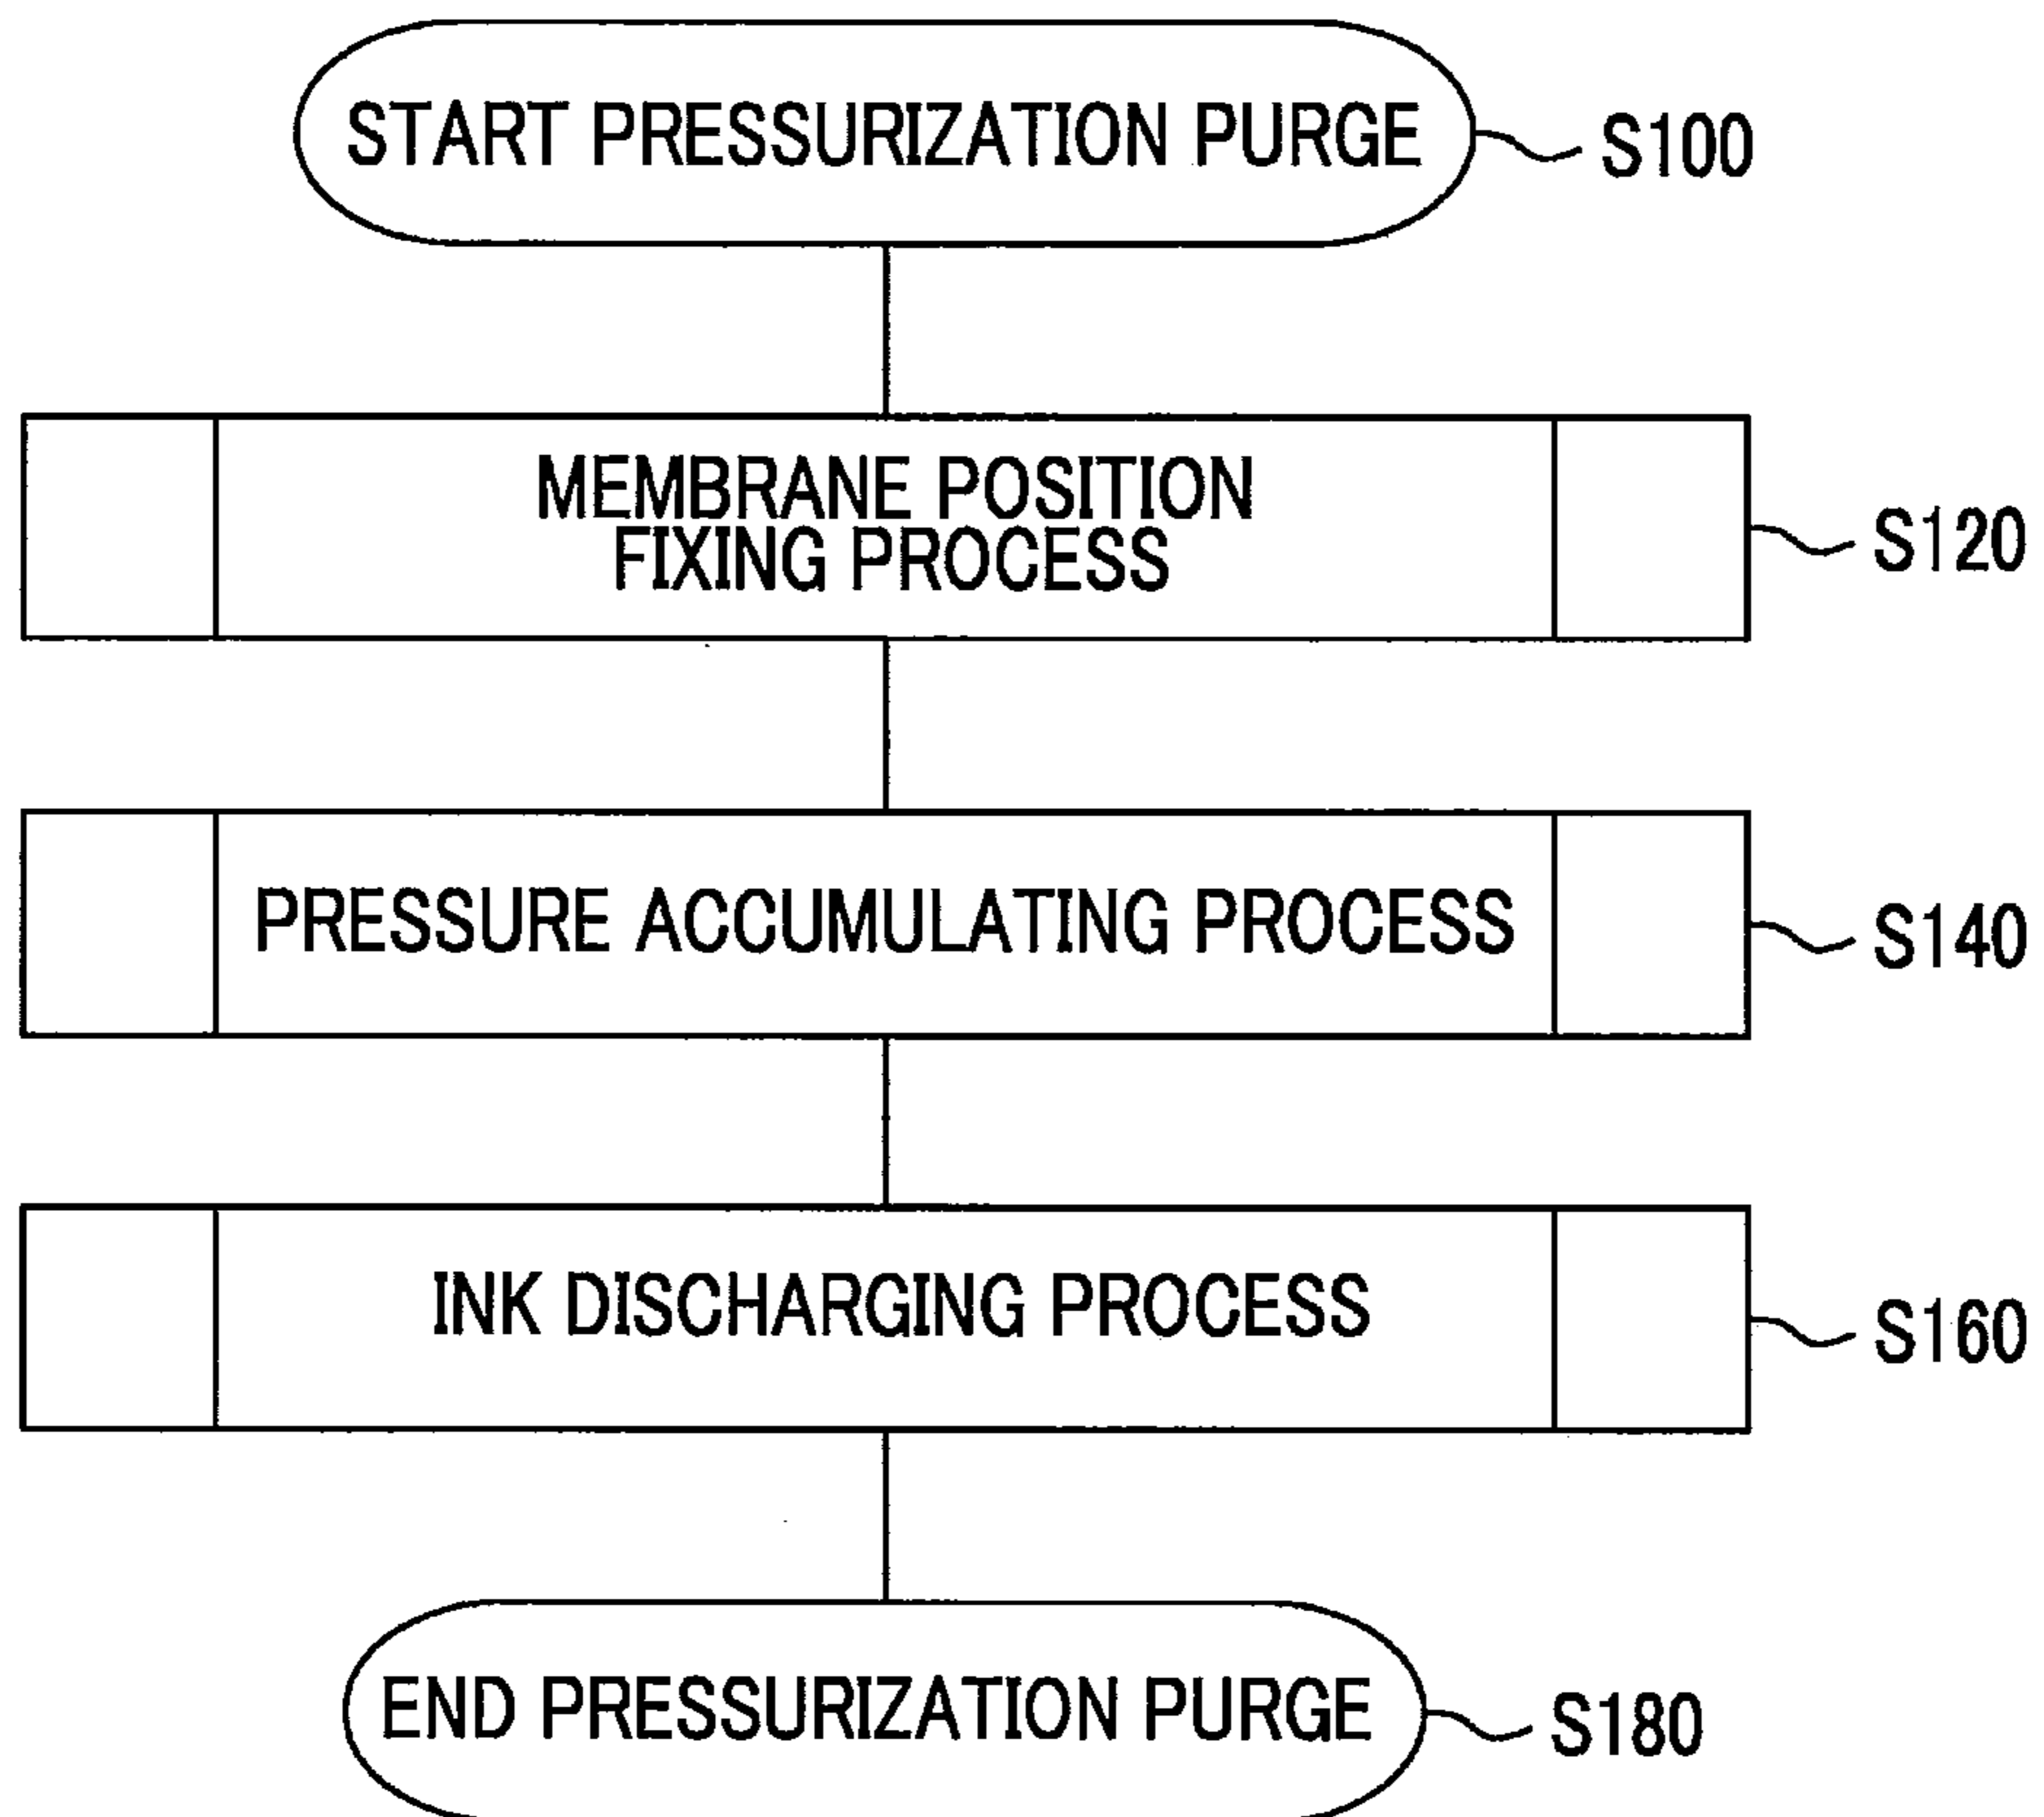 START PRESSURIZATION PURGE
S100
MEMBRANE POSITION
FIXING PROCESS
S120
PRESSURE ACCUMULATING PROCESS
S140
INK DISCHARGING PROCESS
S160
END PRESSURIZATION PURGE
S180